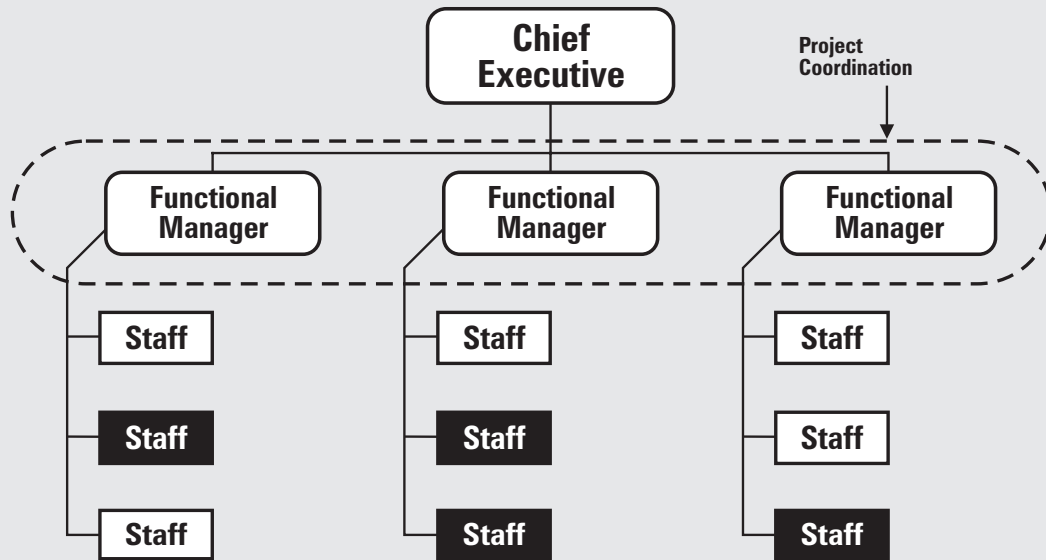 Chief
Executive
Project
Coordination
Functional
Manager
Functional
Manager
Functional
Manager
Staff
Staff
Staff
Staff
Staff
Staff
Staff
Staff
Staff